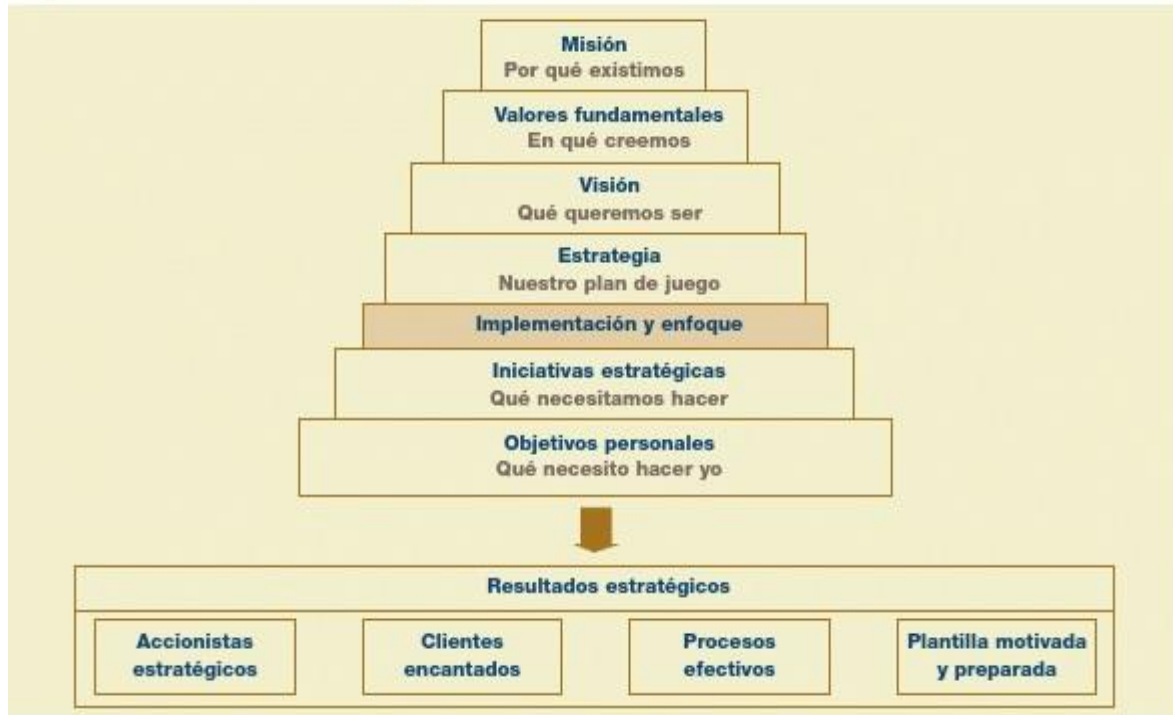 Misión
Por qué existimos
Valores fundamentales
En qué creemos
Visión
Qué queremos ser
Estrategia
Nuestro plan de juego
Implementación y enfoque
Iniciativas estratégicas
Qué necesitamos hacer
Objetivos personales
Qué necesito hacer yo
Resultados estratégicos
Accionistas
estratégicos
Clientes
encantados
Procesos
efectivos
Plantilla motivada
y preparada